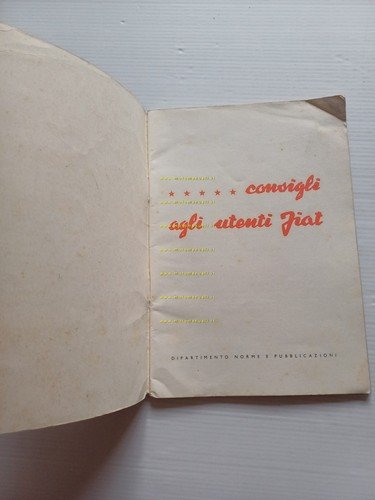 ★ ★ ★ ★ ★ consigli
agli utenti Fiat
DIPARTIMENTO NORME E PUBBLICAZIONI